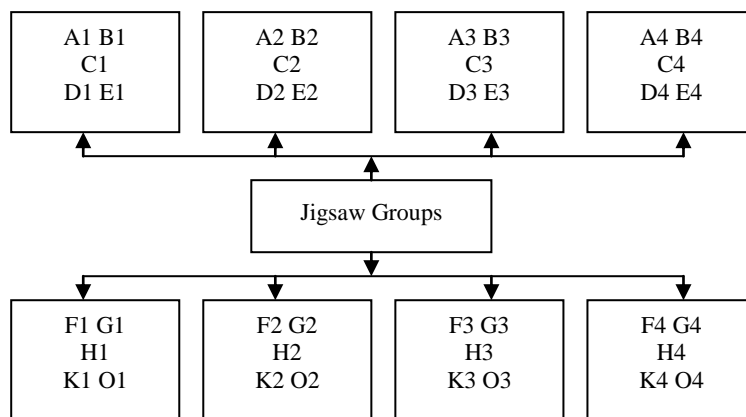 A1 B1
C1
D1 E1
A2 B2
C2
D2 E2
A3 B3
C3
D3 E3
A4 B4
C4
D4 E4
Jigsaw Groups
F1 G1
H1
K1 O1
F2 G2
H2
K2 O2
F3 G3
H3
K3 O3
F4 G4
H4
K4 O4